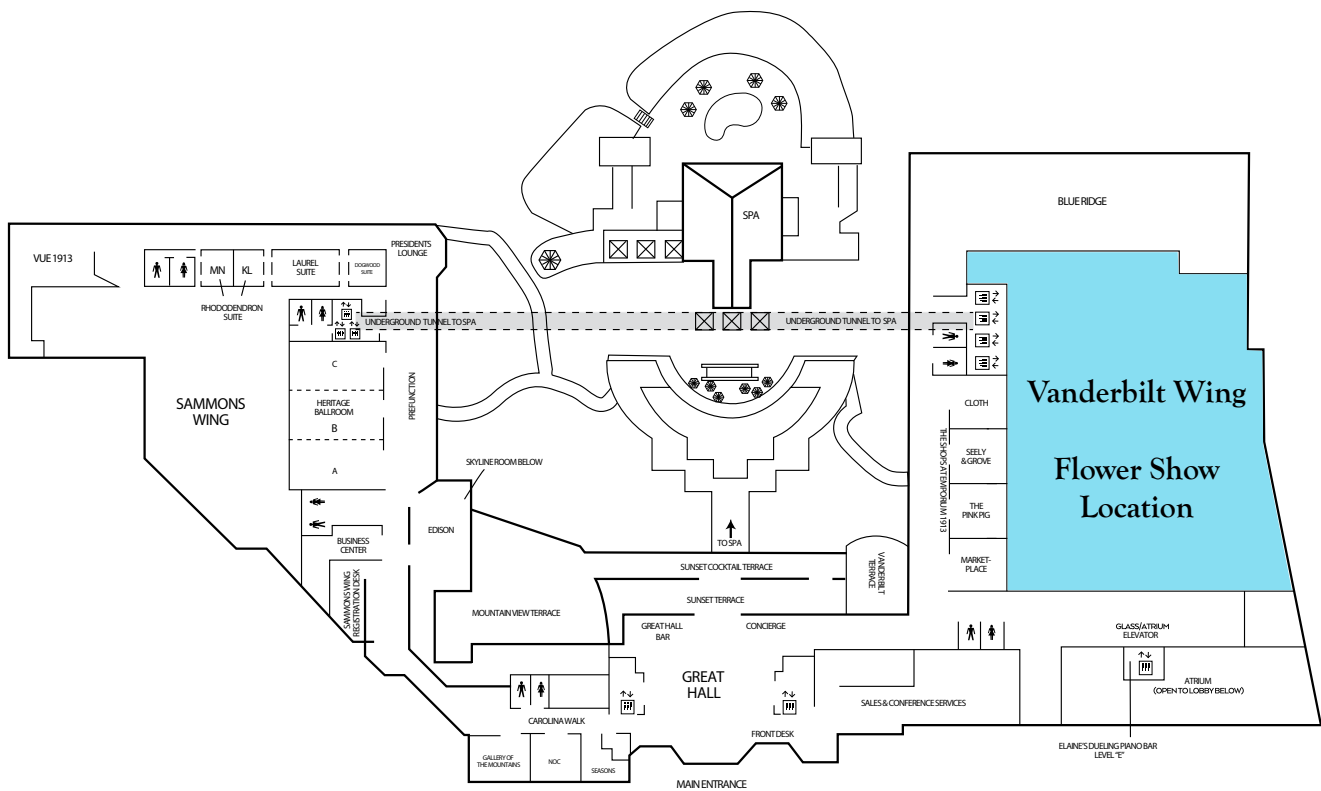 SPA
BLUE RIDGE
VUE 1913
PRESIDENTS
LOUNGE
MN
KL
LAUREL
SUITE
DOGWOOD
SUITE
RHODODENDRON
SUITE
UNDERGROUND TUNNEL TO SPA
UNDERGROUND TUNNEL TO SPA
C
HERITAGE
BALLROOM
B
A
PREFUNCTION
SAMMONS
WING
SKYLINE ROOM BELOW
EDISON
BUSINESS
CENTER
SAMMONS WING
REGISTRATION DESK
TO SPA
SUNSET COCKTAIL TERRACE
SUNSET TERRACE
VANDERBILT
TERRACE
MOUNTAIN VIEW TERRACE
GREAT HALL
BAR
CONCIERGE
GREAT
HALL
CLOTH
SEELY
& GROVE
THE
PINK PIG
MARKET-
PLACE
THE SHOPS AT EMPORIUM 1913
Vanderbilt Wing
Flower Show
Location
GLASS/ATRIUM
ELEVATOR
ATRIUM
(OPEN TO LOBBY BELOW)
SALES & CONFERENCE SERVICES
CAROLINA WALK
FRONT DESK
GALLERY OF
THE MOUNTAINS
NOC
SEASONS
ELAINE'S DUELING PIANO BAR
LEVEL "E"
MAIN ENTRANCE